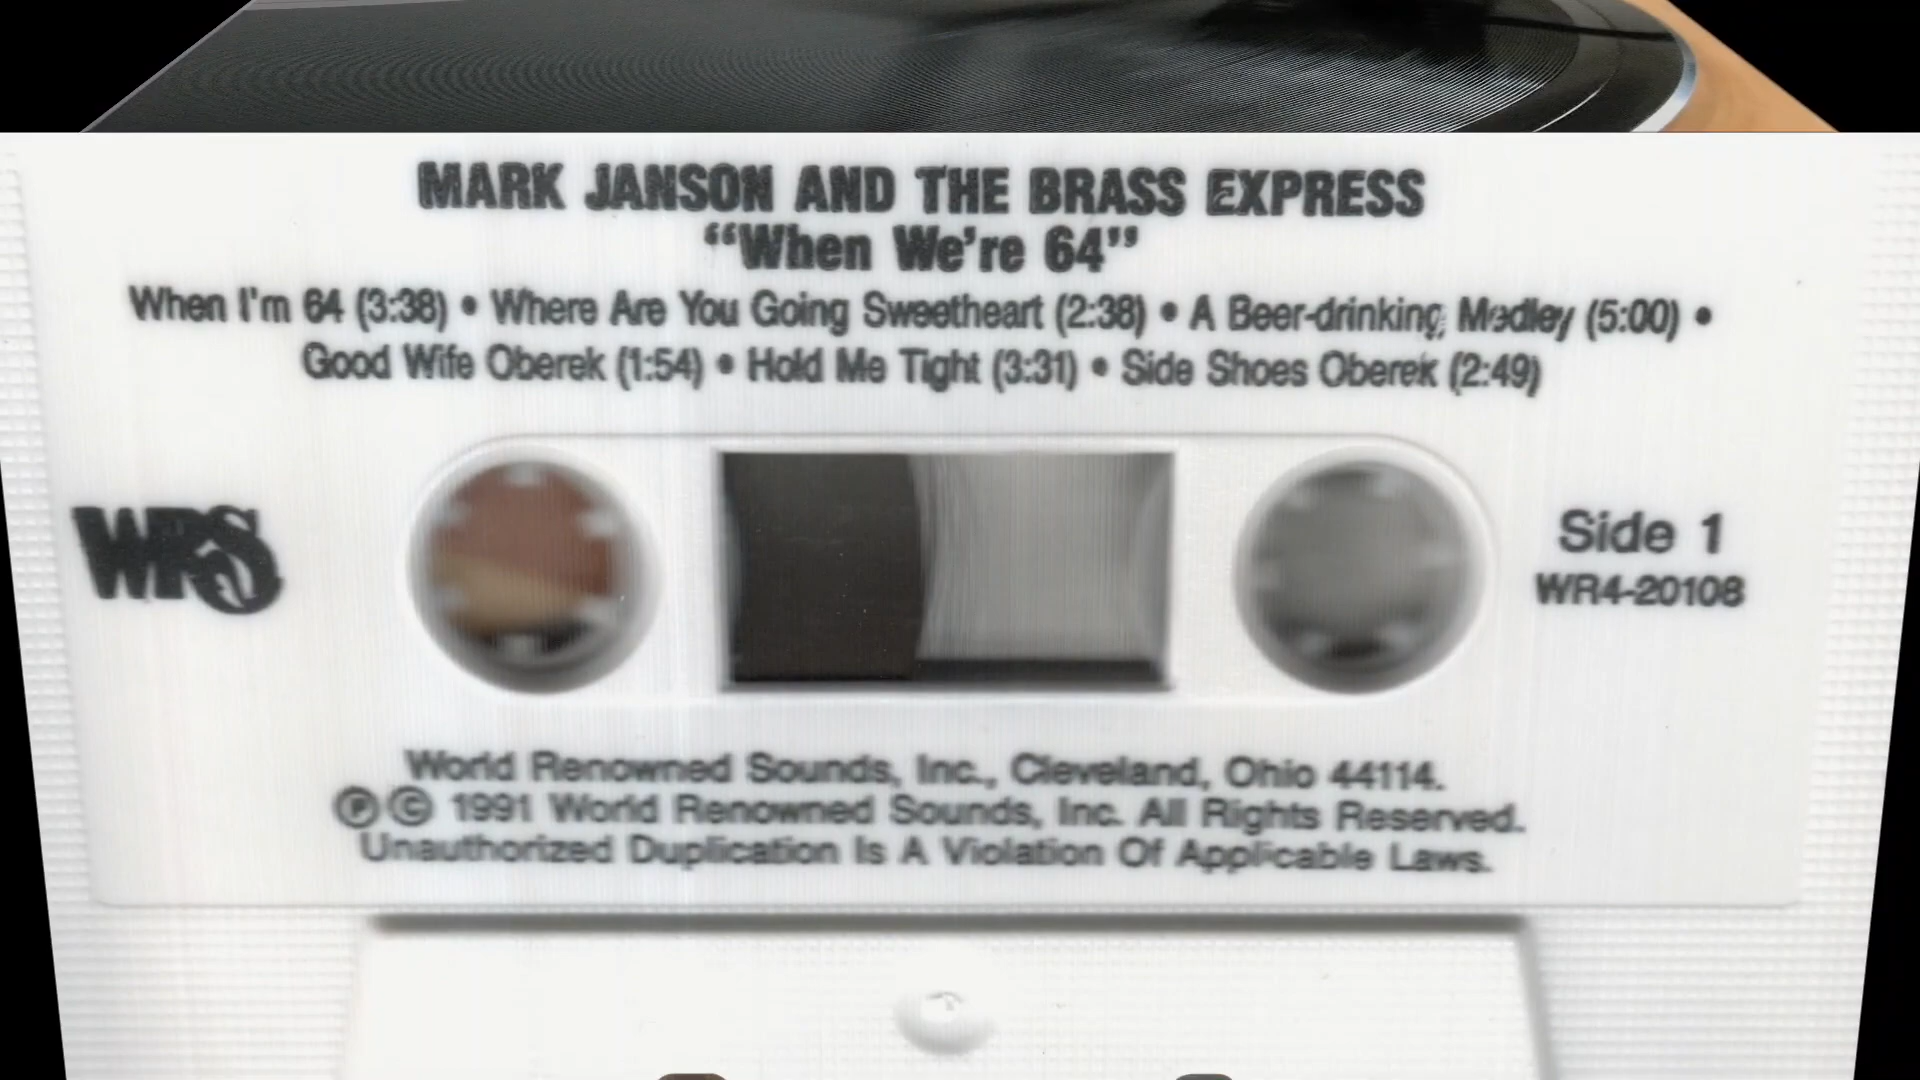 MARK JANSON AND THE BRASS EXPRESS
“When We're 64”
When I'm 64 (3:38) • Where Are You Going Sweetheart (2:38) • A Beer-drinking Medley (5:00) •
Good Wife Oberek (1:54) • Hold Me Tight (3:31) • Side Shoes Oberek (2:49)
WRS
Side 1
WR4-20108
World Renowned Sounds, Inc., Cleveland, Ohio 44114.
Ⓟ © 1991 World Renowned Sounds, Inc. All Rights Reserved.
Unauthorized Duplication Is A Violation Of Applicable Laws.